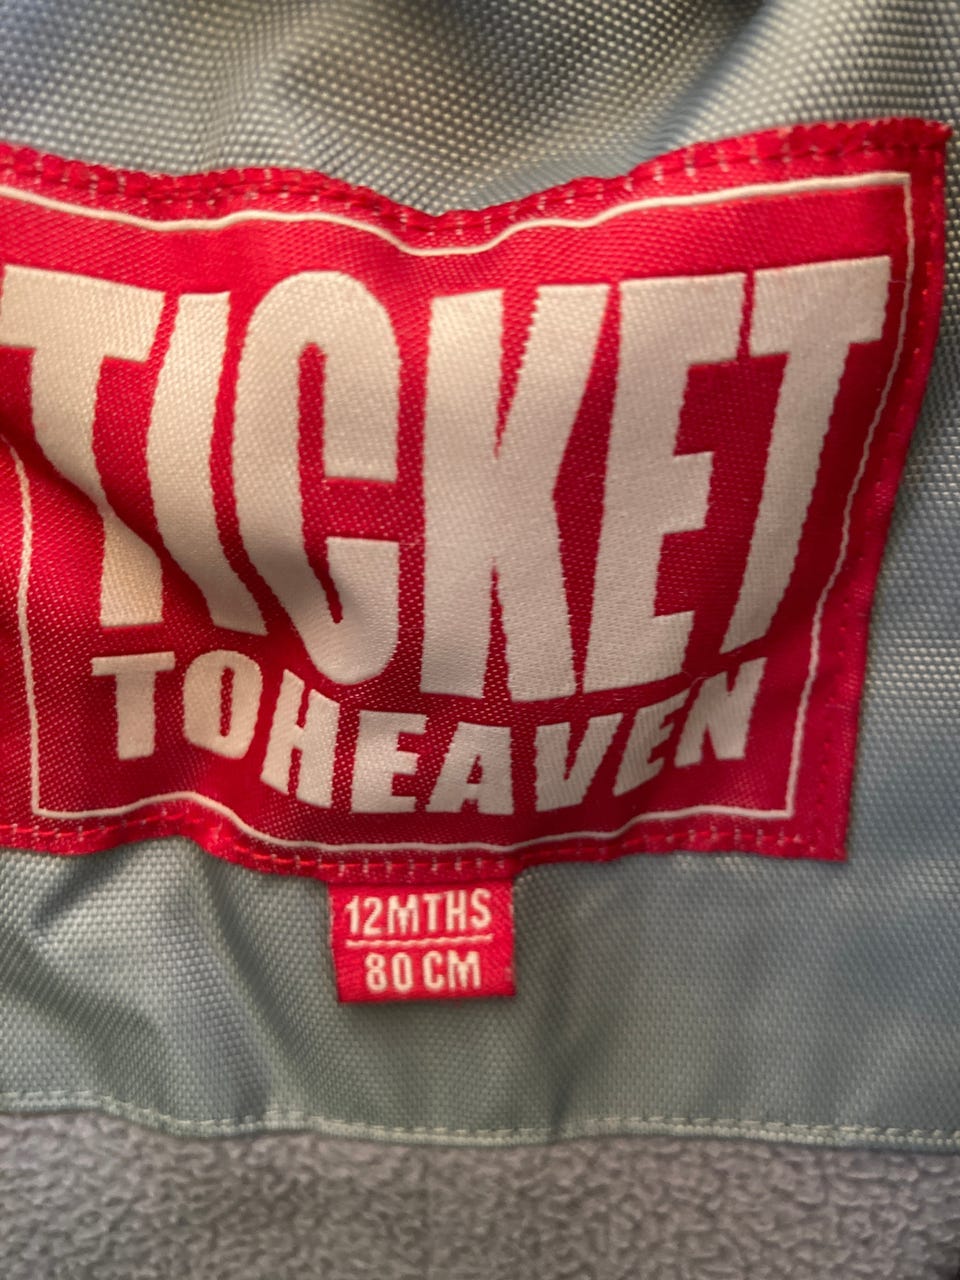 TICKET
TOHEAVEN
12MTHS
80 CM